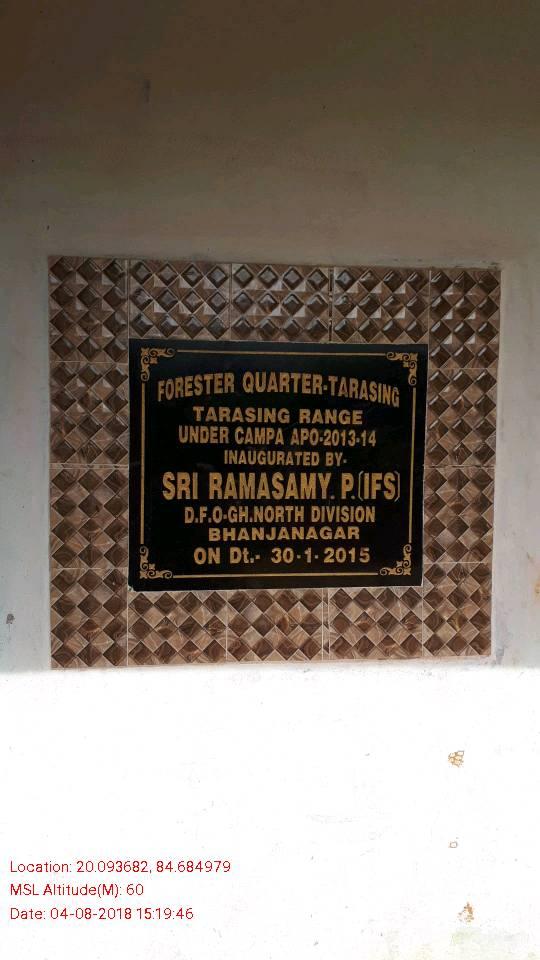 FORESTER QUARTER-TARASING
TARASING RANGE
UNDER CAMPA APO-2013-14
INAUGURATED BY-
SRI RAMASAMY. P.(IFS)
D.F.O-GH.NORTH DIVISION
BHANJANAGAR
ON Dt.- 30-1-2015
Location: 20.093682, 84.684979
MSL Altitude(M): 60
Date: 04-08-2018 15:19:46